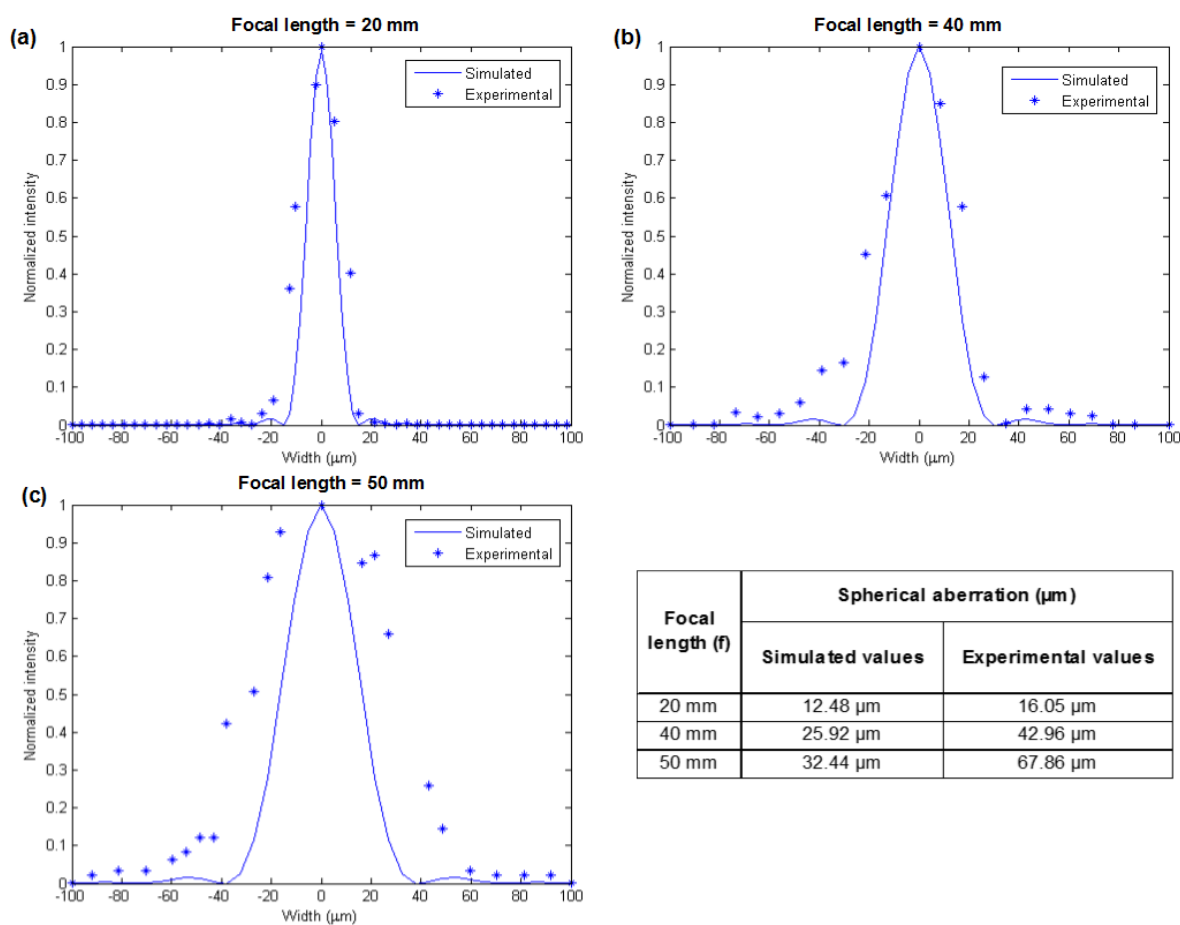 (a)
Focal length = 20 mm
Normalized intensity
1
0.9
0.8
0.7
0.6
0.5
0.4
0.3
0.2
0.1
0
Simulated
Experimental
-100 -80 -60 -40 -20 0 20 40 60 80 100
Width (μm)
(b)
Focal length = 40 mm
Normalized intensity
1
0.9
0.8
0.7
0.6
0.5
0.4
0.3
0.2
0.1
0
Simulated
Experimental
-100 -80 -60 -40 -20 0 20 40 60 80 100
Width (μm)
(c)
Focal length = 50 mm
Normalized intensity
1
0.9
0.8
0.7
0.6
0.5
0.4
0.3
0.2
0.1
0
Simulated
Experimental
-100 -80 -60 -40 -20 0 20 40 60 80 100
Width (μm)
Focal
length (f)
Spherical aberration (μm)
Simulated values Experimental values
20 mm 12.48 μm 16.05 μm
40 mm 25.92 μm 42.96 μm
50 mm 32.44 μm 67.86 μm